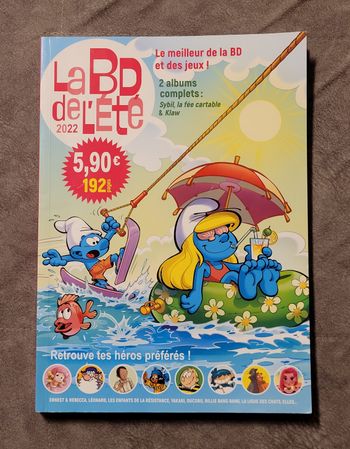 La BD
de L'Été
2022
Le meilleur de la BD
et des jeux !
2 albums
complets :
Sybil, la fée cartable
& Klaw
5,90€
192 pages
Retrouve tes héros préférés !
ERNEST & REBECCA, LÉONARD, LES ENFANTS DE LA RÉSISTANCE, YAKARI, DUCOBU, BILLIE BANG BANG, LA LIGUE DES CHATS, ELLES...